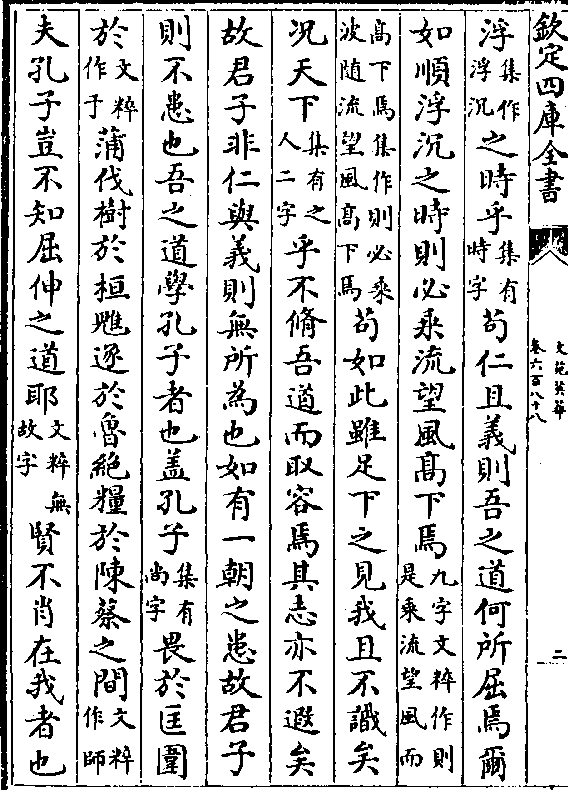 欽定四庫全書
文苑英華
卷六百八十八
二
浮集作浮沉之時乎集有時字苟仁且義則吾之道何所屈焉爾
如順浮沉之時則必乘流望風髙下焉九字文粹作則是乘流望風而
髙下焉集作則必乘波隨流望風髙下焉苟如此雖足下之見我且不識矣
况天下集有之人二字乎不脩吾道而取容焉其志亦不遐矣
故君子非仁與義則無所為也如有一朝之患故君子
則不患也吾之道學孔子者也盖孔子集有尚字畏於匡圍
於文粹作于蒲伐樹於桓魋逐於魯絶糧於陳蔡之間文粹作師
夫孔子豈不知屈伸之道耶文粹無故字賢不肖在我者也